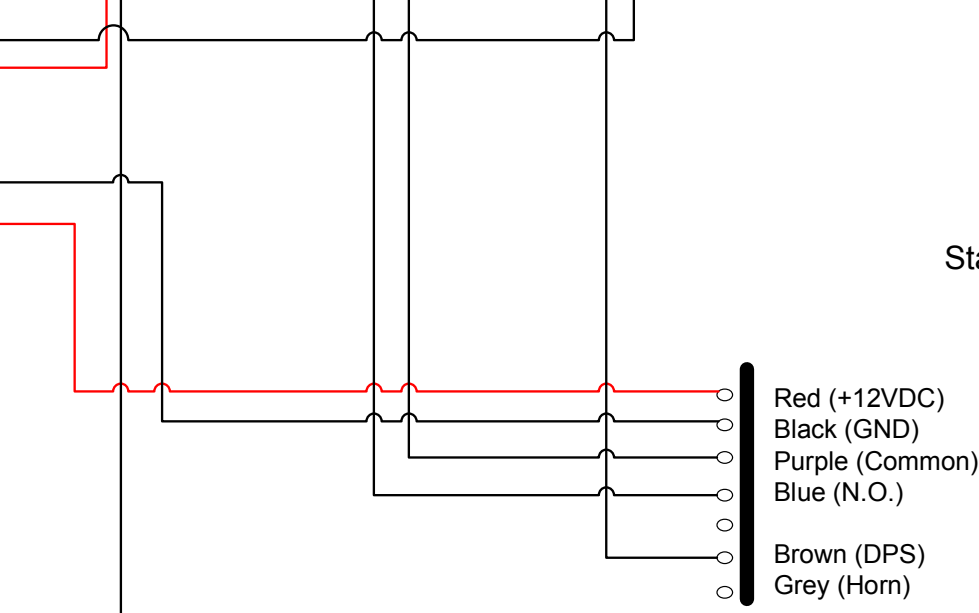 Red (+12VDC)
Black (GND)
Purple (Common)
Blue (N.O.)
Brown (DPS)
Grey (Horn)